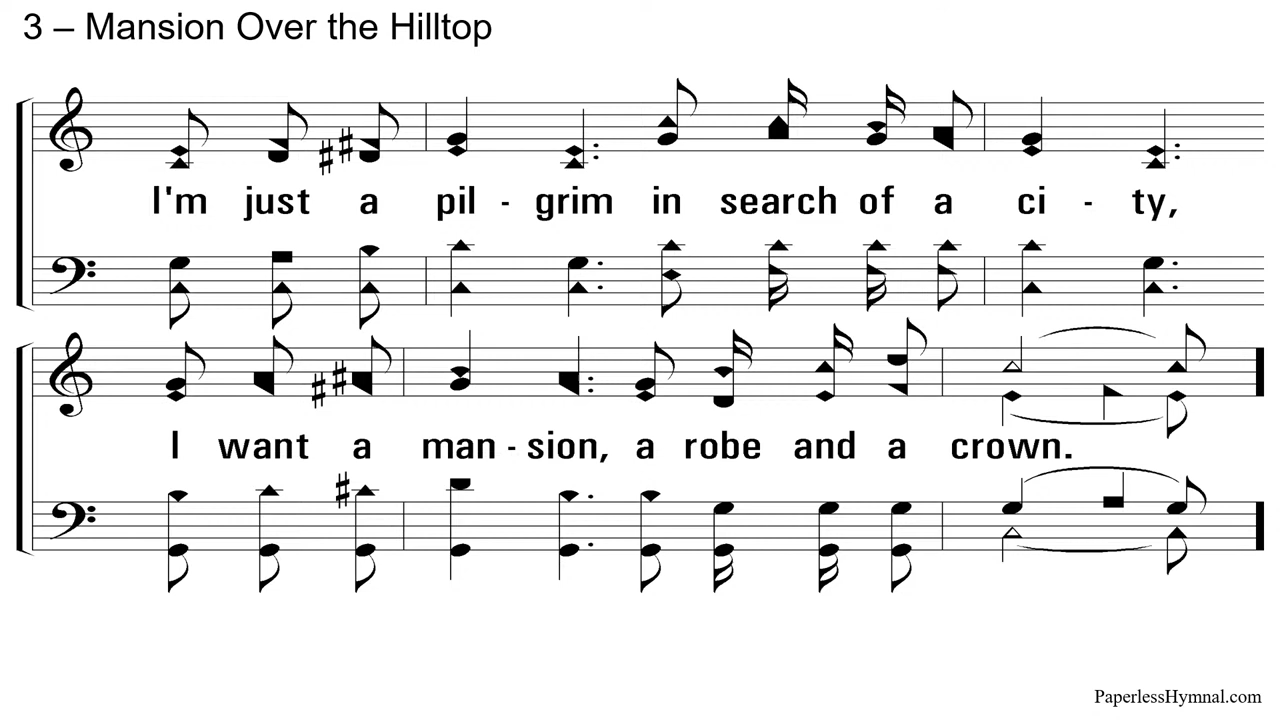 3 – Mansion Over the Hilltop
I'm just a pil - grim in search of a ci - ty,
I want a man - sion, a robe and a crown.
PaperlessHymnal.com